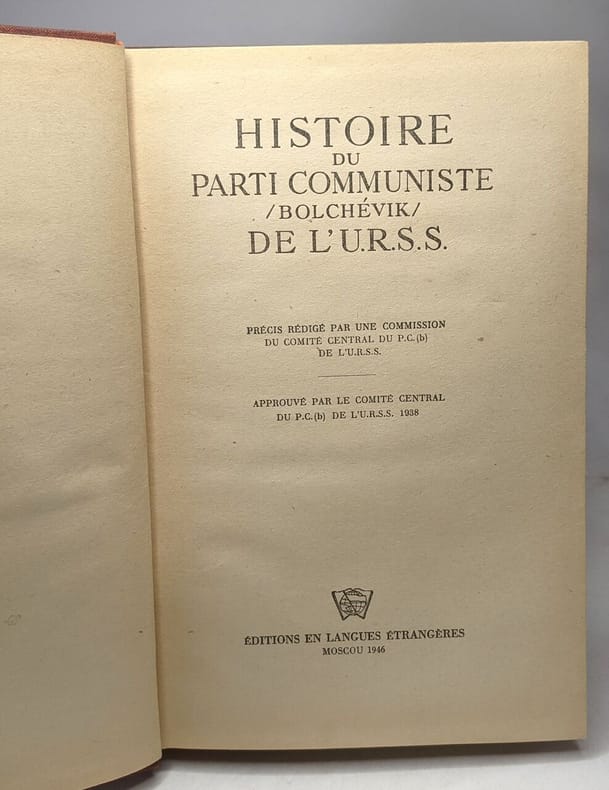 HISTOIRE
DU
PARTI COMMUNISTE
/BOLCHÉVIK/
DE L'U.R.S.S.
PRÉCIS RÉDIGÉ PAR UNE COMMISSION
DU COMITÉ CENTRAL DU P.C.(b)
DE L'U.R.S.S.
APPROUVÉ PAR LE COMITÉ CENTRAL
DU P.C.(b) DE L'U.R.S.S. 1938
ÉDITIONS EN LANGUES ÉTRANGÈRES
MOSCOU 1946